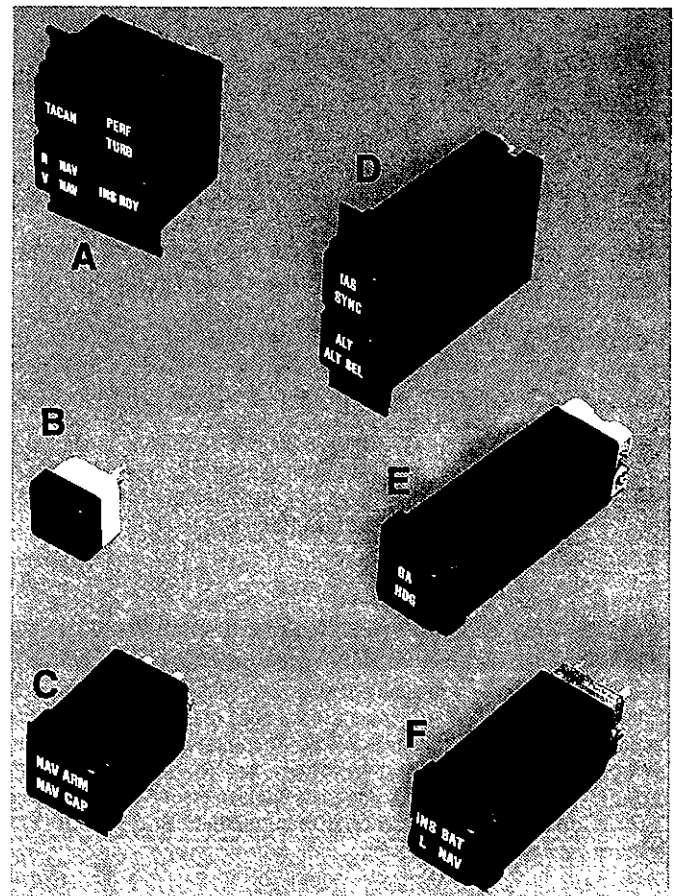 A
TACAN
PERF
TURB
R NAV
V NAV
INS RDY
B
C
NAV ARM
NAV CAP
D
IAS
SYNC
ALT
ALT SEL
E
GA
HDG
F
INS BAT
L NAV